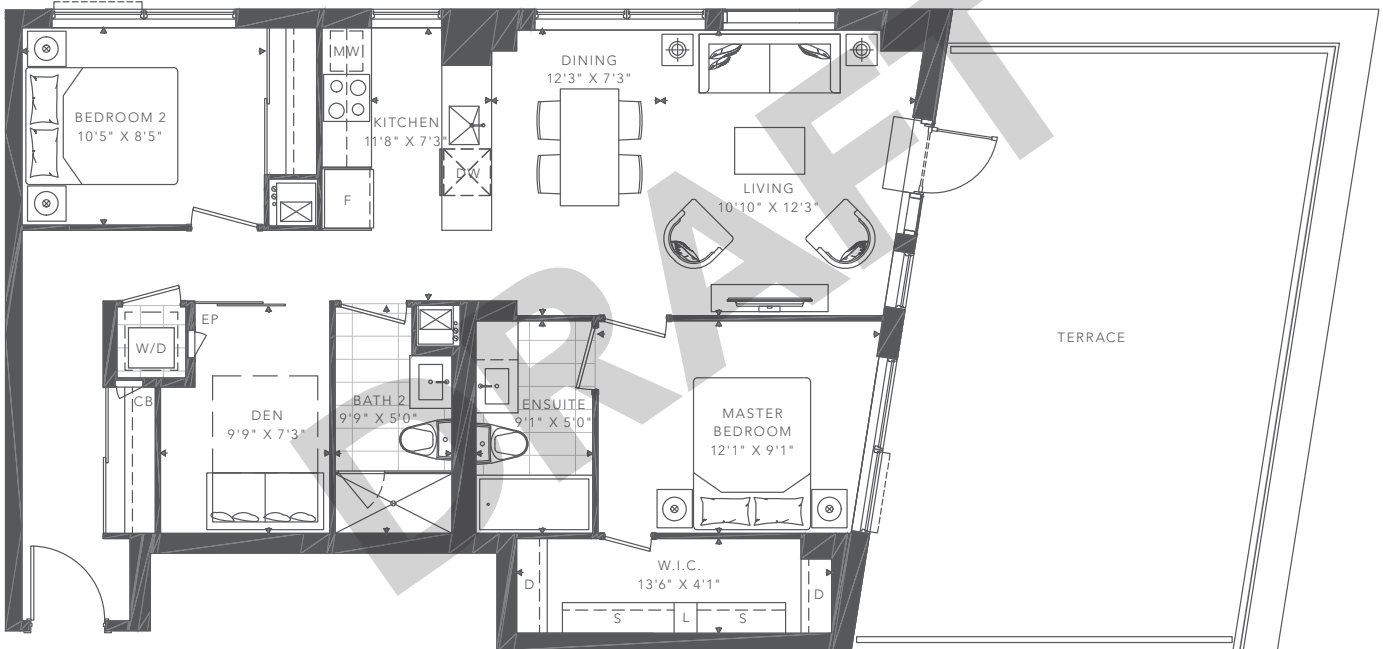 MW
DINING
12'3" X 7'3"
BEDROOM 2
10'5" X 8'5"
KITCHEN
11'8" X 7'3"
DW
F
LIVING
10'10" X 12'3"
EP
W/D
TERRACE
CB
DEN
9'9" X 7'3"
BATH 2
9'9" X 5'0"
ENSUITE
9'1" X 5'0"
MASTER
BEDROOM
12'1" X 9'1"
W.I.C.
13'6" X 4'1"
D
D
S
L
S
DRAFT